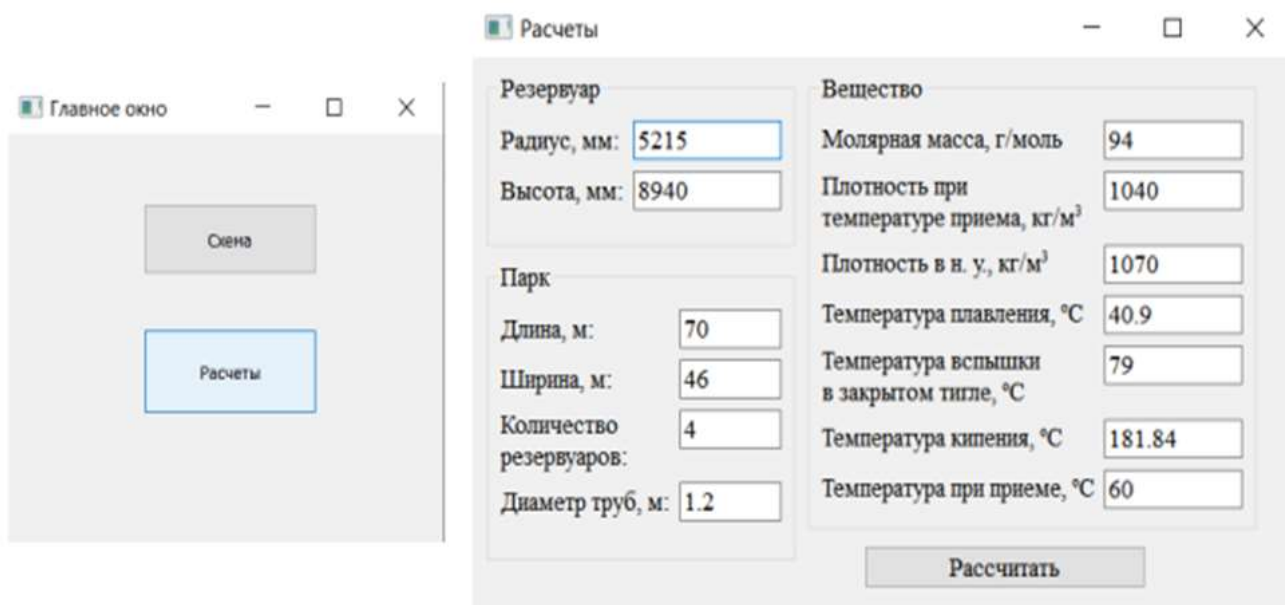 Главное окно
Схена
Расчеты
Расчеты
Резервуар
Радиус, мм: 5215
Высота, мм: 8940
Парк
Длина, м: 70
Ширина, м: 46
Количество 4
резервуаров:
Диаметр труб, м: 1.2
Вещество
Молярная масса, г/моль 94
Плотность при 1040
температуре приема, кг/м³
Плотность в н. у., кг/м³ 1070
Температура плавления, °С 40.9
Температура вспышки 79
в закрытом тигле, °С
Температура кипения, °С 181.84
Температура при приеме, °С 60
Рассчитать